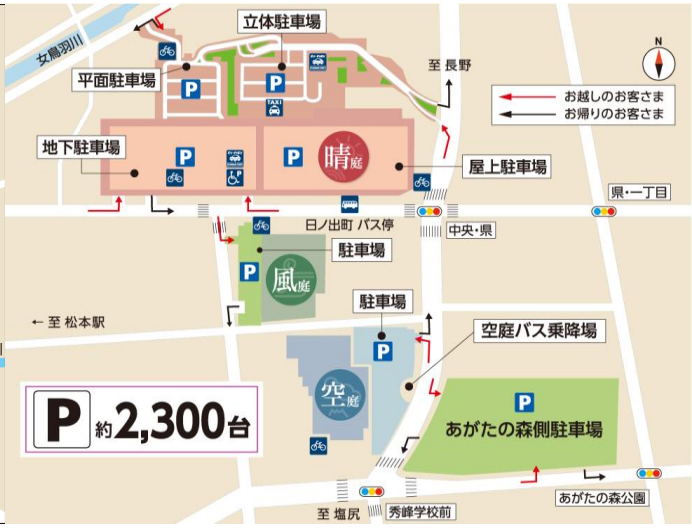 立体駐車場
女鳥羽川
N
平面駐車場
P
P
至 長野
お越しのお客さま
お帰りのお客さま
TAXI
地下駐車場
P
P
晴庭
P
屋上駐車場
県・一丁目
日ノ出町 バス停
中央・県
駐車場
P
風庭
駐車場
← 至 松本駅
空庭バス乗降場
P
空庭
P
P 約2,300台
あがたの森側駐車場
あがたの森公園
至 塩尻
秀峰学校前